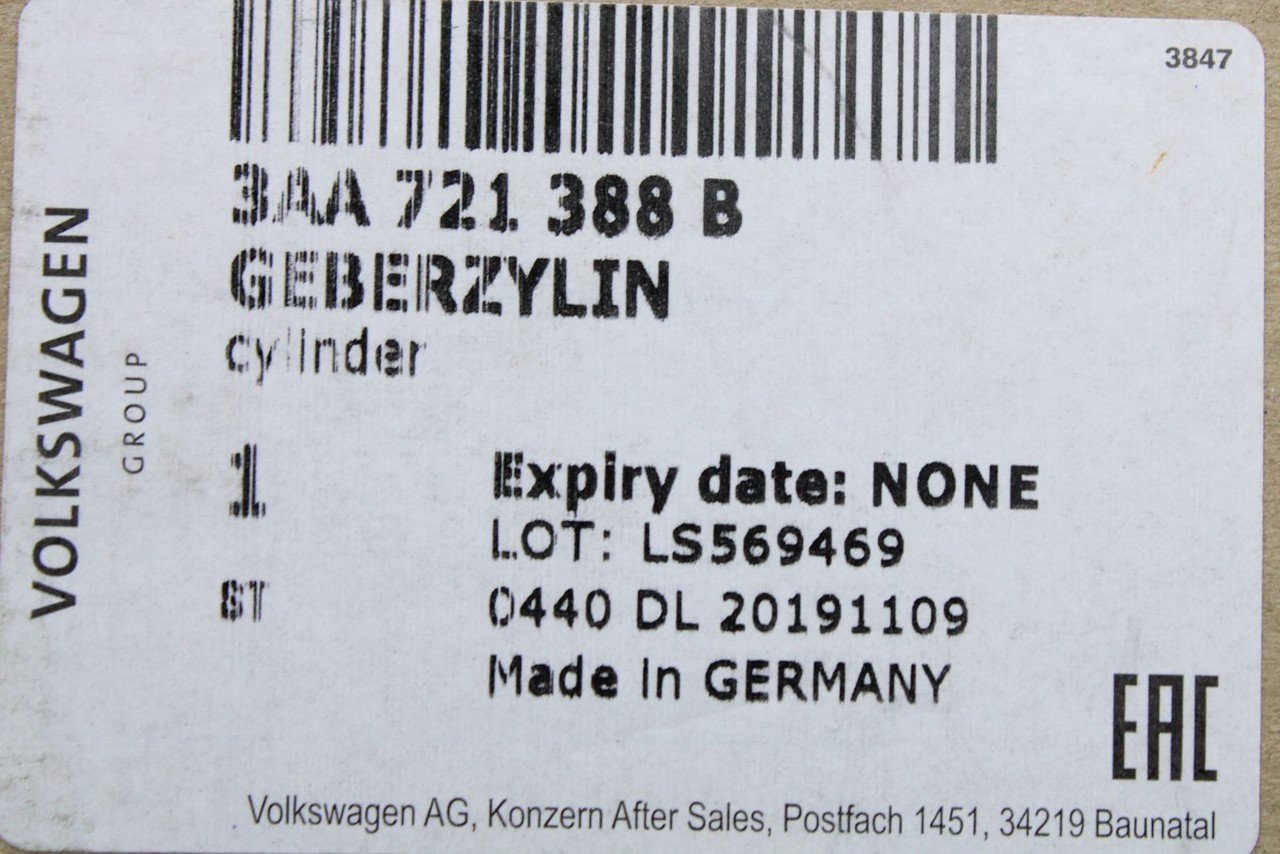 3847
3AA 721 388 B
GEBERZYLIN
cylinder
1
Expiry date: NONE
LOT: LS569469
ST
0440 DL 20191109
Made in GERMANY
VOLKSWAGEN
GROUP
EAC
Volkswagen AG, Konzern After Sales, Postfach 1451, 34219 Baunatal